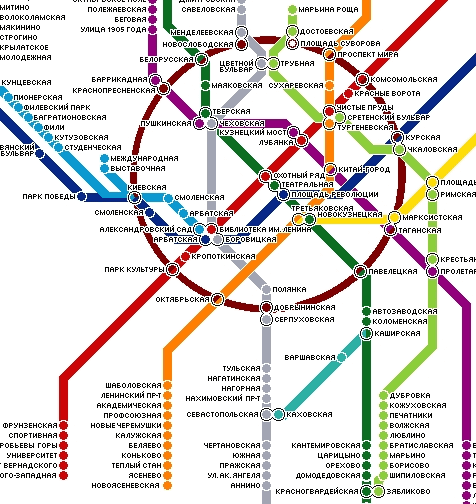 МИТИНО
ВОЛОКОЛАМСКАЯ
МЯКИНИНО
СТРОГИНО
КРЫЛАТСКОЕ
МОЛОДЕЖНАЯ
ПОЛЕЖАЕВСКАЯ
БЕГОВАЯ
УЛИЦА 1905 ГОДА
САВЕЛОВСКАЯ
МЕНДЕЛЕЕВСКАЯ
НОВОСЛОБОДСКАЯ
МАРЬИНА РОЩА
ДОСТОЕВСКАЯ
ПЛОЩАДЬ СУВОРОВА
ПРОСПЕКТ МИРА
БЕЛОРУССКАЯ
ЦВЕТНОЙ
БУЛЬВАР
ТРУБНАЯ
КУНЦЕВСКАЯ
ПИОНЕРСКАЯ
ФИЛЕВСКИЙ ПАРК
БАГРАТИОНОВСКАЯ
ФИЛИ
КУТУЗОВСКАЯ
СТУДЕНЧЕСКАЯ
БАРРИКАДНАЯ
КРАСНОПРЕСНЕНСКАЯ
МАЯКОВСКАЯ
СУХАРЕВСКАЯ
КОМСОМОЛЬСКАЯ
КРАСНЫЕ ВОРОТА
ТВЕРСКАЯ
ПУШКИНСКАЯ
ЧЕХОВСКАЯ
КУЗНЕЦКИЙ МОСТ
ЛУБЯНКА
ЧИСТЫЕ ПРУДЫ
СРЕТЕНСКИЙ БУЛЬВАР
ТУРГЕНЕВСКАЯ
КУРСКАЯ
ЧКАЛОВСКАЯ
БУЛЬВАР
МЕЖДУНАРОДНАЯ
ВЫСТАВОЧНАЯ
КИТАЙ-ГОРОД
ОХОТНЫЙ РЯД
ТЕАТРАЛЬНАЯ
ПЛОЩАДЬ РЕВОЛЮЦИИ
ПЛОЩАДЬ
РИМСКАЯ
КИЕВСКАЯ
ПАРК ПОБЕДЫ
СМОЛЕНСКАЯ
СМОЛЕНСКАЯ
АРБАТСКАЯ
ТРЕТЬЯКОВСКАЯ
НОВОКУЗНЕЦКАЯ
МАРКСИСТСКАЯ
ТАГАНСКАЯ
АЛЕКСАНДРОВСКИЙ САД
БИБЛИОТЕКА ИМ. ЛЕНИНА
АРБАТСКАЯ
БОРОВИЦКАЯ
КРОПОТКИНСКАЯ
ПАРК КУЛЬТУРЫ
ПАВЕЛЕЦКАЯ
ОКТЯБРЬСКАЯ
ПОЛЯНКА
ДОБРЫНИНСКАЯ
СЕРПУХОВСКАЯ
АВТОЗАВОДСКАЯ
КОЛОМЕНСКАЯ
КАШИРСКАЯ
ВАРШАВСКАЯ
ТУЛЬСКАЯ
НАГАТИНСКАЯ
НАГОРНАЯ
НАХИМОВСКИЙ ПР-Т
СЕВАСТОПОЛЬСКАЯ
КАХОВСКАЯ
ШАБОЛОВСКАЯ
ЛЕНИНСКИЙ ПР-Т
АКАДЕМИЧЕСКАЯ
ПРОФСОЮЗНАЯ
НОВЫЕ ЧЕРЕМУШКИ
КАЛУЖСКАЯ
БЕЛЯЕВО
КОНЬКОВО
ТЕПЛЫЙ СТАН
ЯСЕНЕВО
НОВОЯСЕНЕВСКАЯ
ФРУНЗЕНСКАЯ
СПОРТИВНАЯ
РОБЬЕВЫ ГОРЫ
УНИВЕРСИТЕТ
ВЕРНАДСКОГО
ГО-ЗАПАДНАЯ
ЧЕРТАНОВСКАЯ
ЮЖНАЯ
ПРАЖСКАЯ
УЛ.АК.ЯНГЕЛЯ
АННИНО
КАНТЕМИРОВСКАЯ
ЦАРИЦЫНО
ОРЕХОВО
ДОМОДЕДОВСКАЯ
КРАСНОГВАРДЕЙСКАЯ
ДУБРОВКА
КОЖУХОВСКАЯ
ПЕЧАТНИКИ
ВОЛЖСКАЯ
ЛЮБЛИНО
БРАТИСЛАВСКАЯ
МАРЬИНО
БОРИСОВО
ШИПИЛОВСКАЯ
ЗЯБЛИКОВО
КРЕСТЬЯН
ПРОЛЕТАР